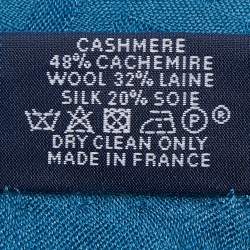 CASHMERE
48% CACHEMIRE
WOOL 32% LAINE
SILK 20% SOIE
P ®
DRY CLEAN ONLY
MADE IN FRANCE